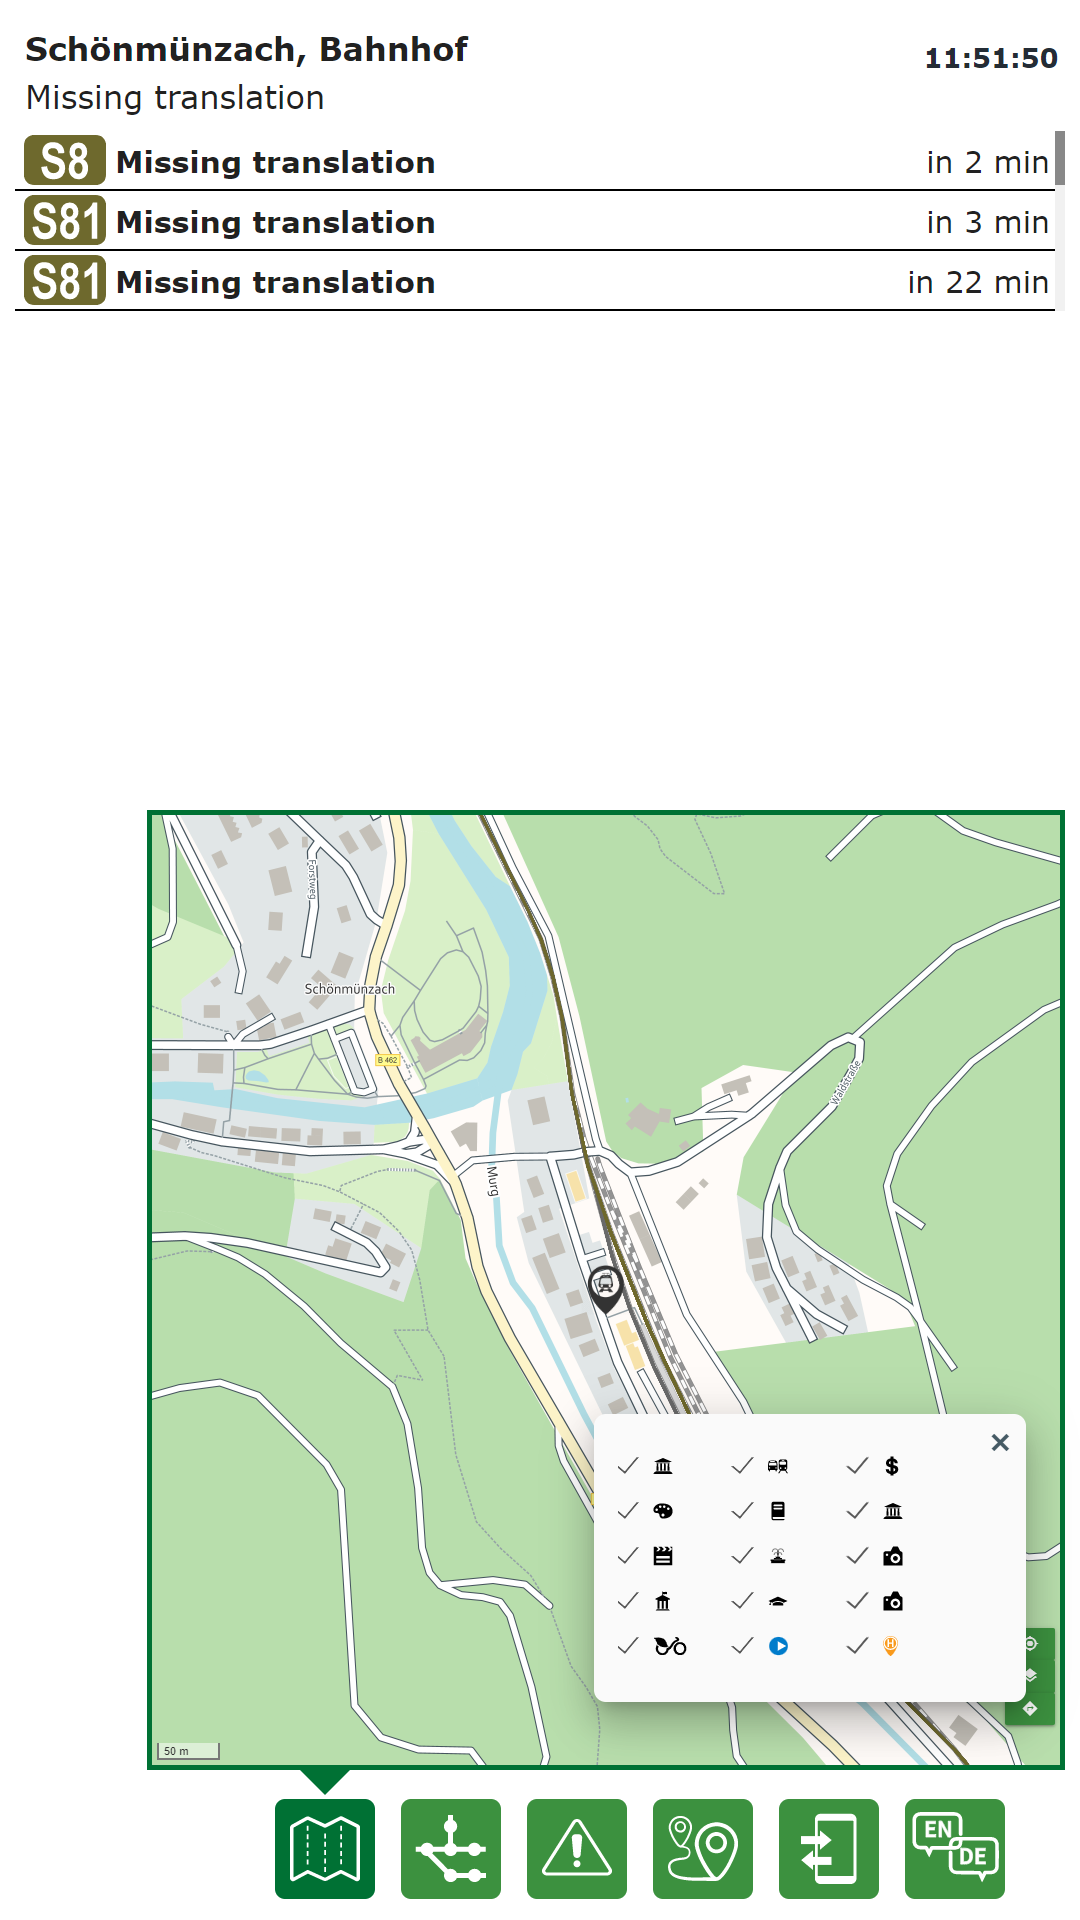 Schönmünzach, Bahnhof
11:51:50
Missing translation
S8 Missing translation in 2 min
S81 Missing translation in 3 min
S81 Missing translation in 22 min
Forstweg
Schönmünzach
B 462
Waldstraße
Murg
$
H
50 m
EN
DE